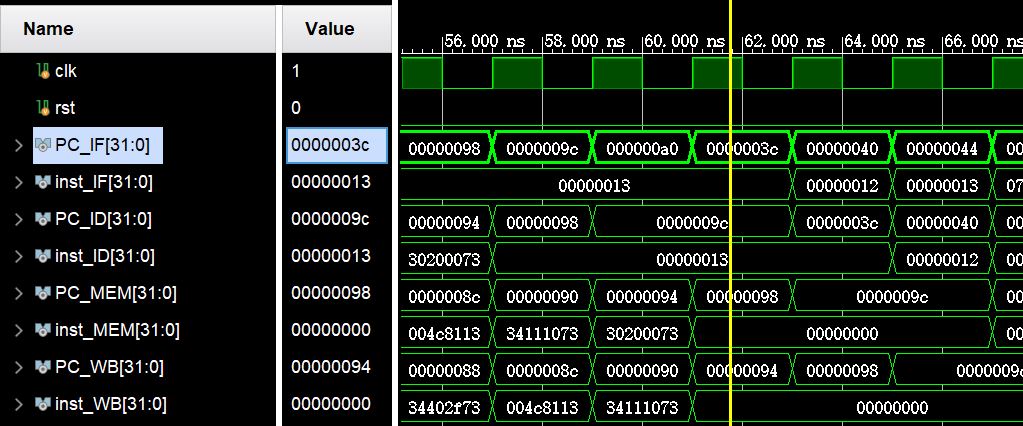 Name Value
56.000 ns 58.000 ns 60.000 ns 62.000 ns 64.000 ns 66.000 ns
clk 1
rst 0
PC_IF[31:0] 0000003c 00000098 0000009c 000000a0 0000003c 00000040 00000044 00
inst_IF[31:0] 00000013 00000013 00000012 00000013 07
PC_ID[31:0] 0000009c 00000094 00000098 0000009c 0000003c 00000040 00
inst_ID[31:0] 00000013 30200073 00000013 00000012 00
PC_MEM[31:0] 00000098 0000008c 00000090 00000094 00000098 0000009c 00
inst_MEM[31:0] 00000000 004c8113 34111073 30200073 00000000 00
PC_WB[31:0] 00000094 00000088 0000008c 00000090 00000094 00000098 0000009c
inst_WB[31:0] 00000000 34402f73 004c8113 34111073 00000000